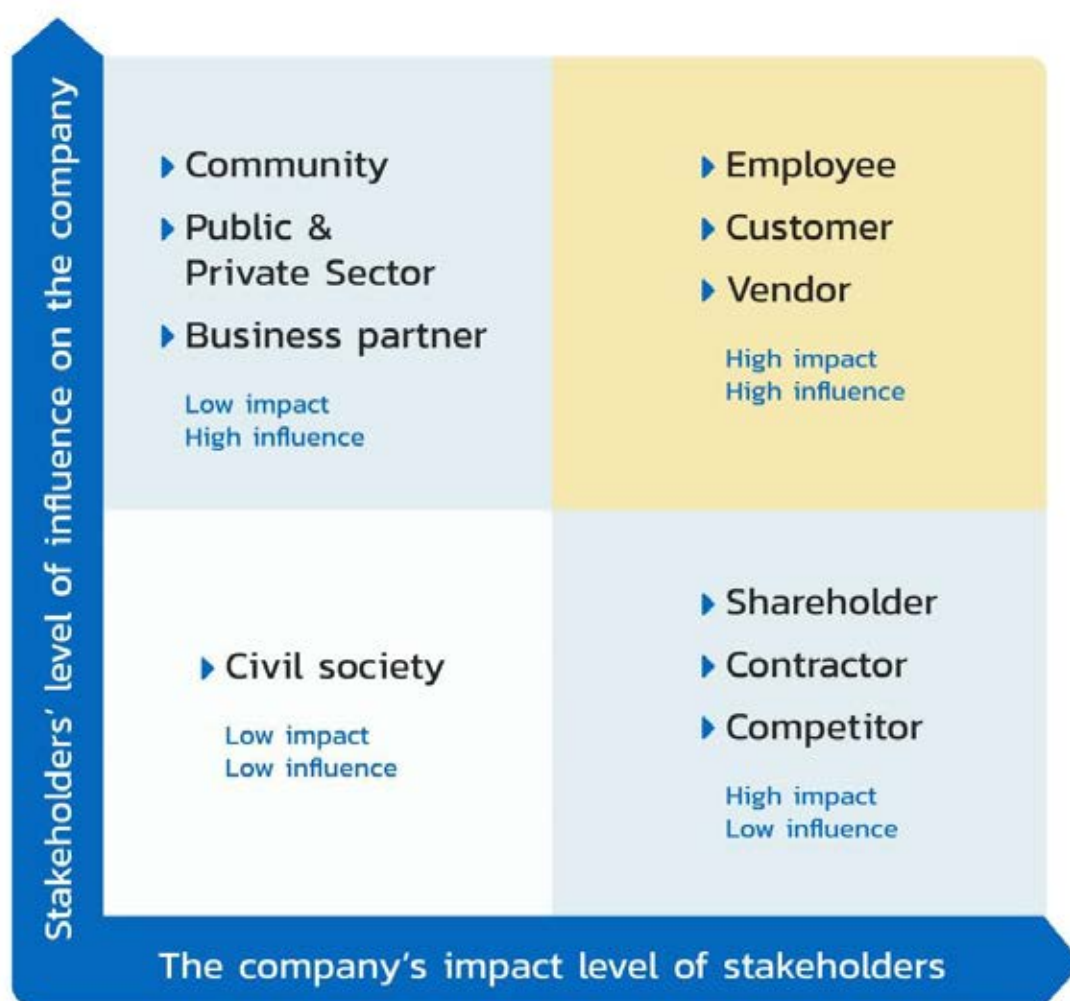 Stakeholders' level of influence on the company
Community
Public &
Private Sector
Business partner
Low impact
High influence
Employee
Customer
Vendor
High impact
High influence
Civil society
Low impact
Low influence
Shareholder
Contractor
Competitor
High impact
Low influence
The company's impact level of stakeholders